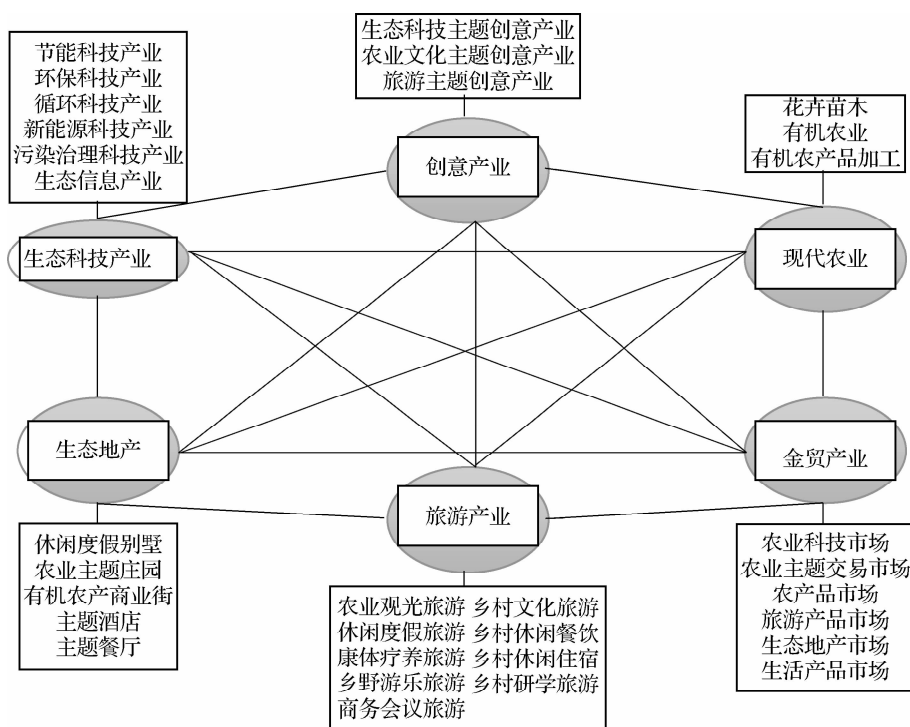 生态科技主题创意产业
农业文化主题创意产业
旅游主题创意产业
节能科技产业
环保科技产业
循环科技产业
新能源科技产业
污染治理科技产业
生态信息产业
花卉苗木
有机农业
有机农产品加工
创意产业
生态科技产业
现代农业
生态地产
金贸产业
旅游产业
休闲度假别墅
农业主题庄园
有机农产商业街
主题酒店
主题餐厅
农业观光旅游 乡村文化旅游
休闲度假旅游 乡村休闲餐饮
康体疗养旅游 乡村休闲住宿
乡野游乐旅游 乡村研学旅游
商务会议旅游
农业科技市场
农业主题交易市场
农产品市场
旅游产品市场
生态地产市场
生活产品市场